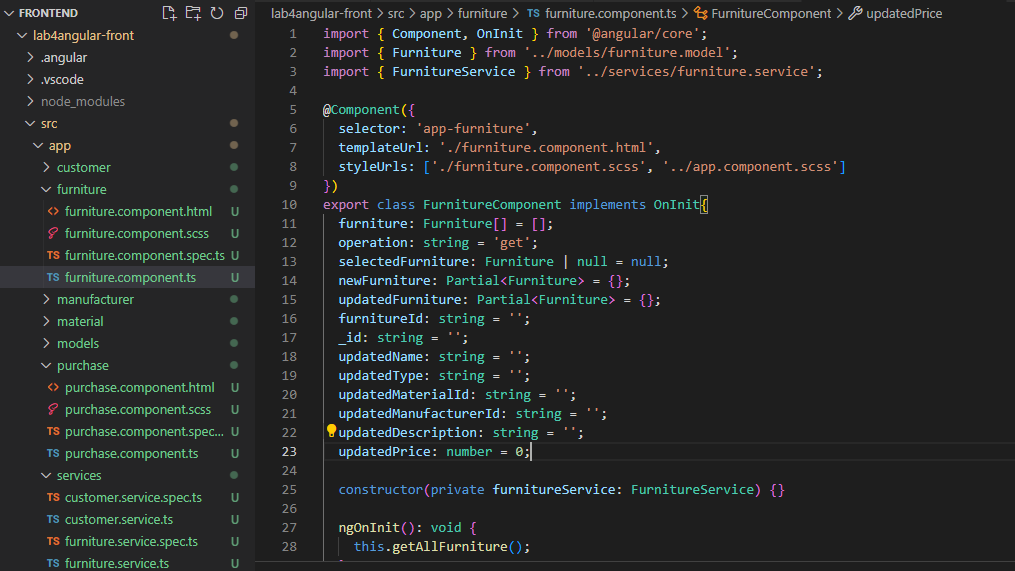 FRONTEND
lab4angular-front
.angular
.vscode
node_modules
src
app
customer
furniture
furniture.component.html U
furniture.component.scss U
TS furniture.component.spec.ts U
TS furniture.component.ts U
manufacturer
material
models
purchase
purchase.component.html U
purchase.component.scss U
TS purchase.component.spec... U
TS purchase.component.ts U
services
TS customer.service.spec.ts U
TS customer.service.ts U
TS furniture.service.spec.ts U
TS furniture.service.ts U
lab4angular-front > src > app > furniture > TS furniture.component.ts > FurnitureComponent > updatedPrice
1 import { Component, OnInit } from '@angular/core';
2 import { Furniture } from '../models/furniture.model';
3 import { FurnitureService } from '../services/furniture.service';
4
5 @Component({
6 selector: 'app-furniture',
7 templateUrl: './furniture.component.html',
8 styleUrls: ['./furniture.component.scss', '../app.component.scss']
9 })
10 export class FurnitureComponent implements OnInit{
11 furniture: Furniture[] = [];
12 operation: string = 'get';
13 selectedFurniture: Furniture | null = null;
14 newFurniture: Partial<Furniture> = {};
15 updatedFurniture: Partial<Furniture> = {};
16 furnitureId: string = '';
17 _id: string = '';
18 updatedName: string = '';
19 updatedType: string = '';
20 updatedMaterialId: string = '';
21 updatedManufacturerId: string = '';
22 updatedDescription: string = '';
23 updatedPrice: number = 0;
24
25 constructor(private furnitureService: FurnitureService) {}
26
27 ngOnInit(): void {
28 this.getAllFurniture();